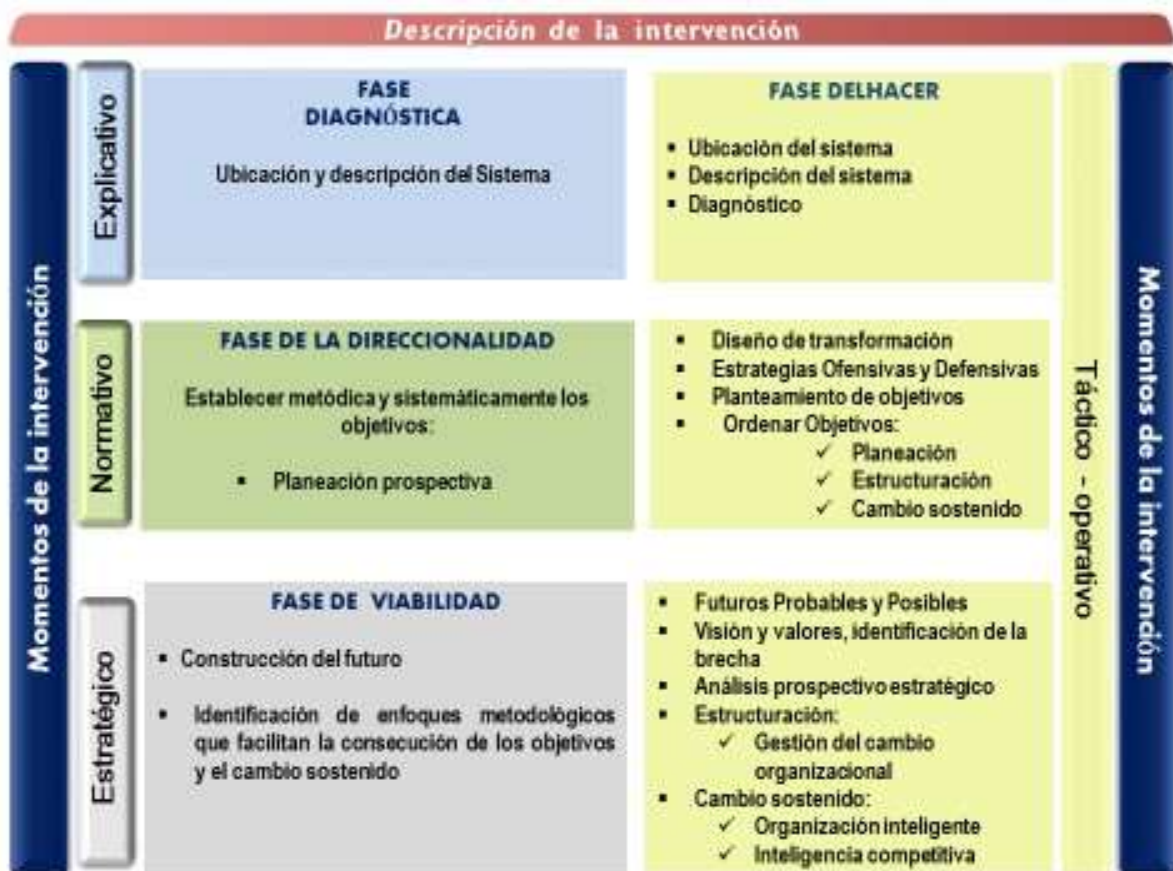 Descripción de la intervención
Momentos de la intervención
Explicativo
FASE
DIAGNÓSTICA
Ubicación y descripción del Sistema
FASE DELHACER
▪ Ubicación del sistema
▪ Descripción del sistema
▪ Diagnóstico
Normativo
FASE DE LA DIRECCIONALIDAD
Establecer metódica y sistemáticamente los
objetivos:
▪ Planeación prospectiva
▪ Diseño de transformación
▪ Estrategias Ofensivas y Defensivas
▪ Planteamiento de objetivos
▪ Ordenar Objetivos:
✓ Planeación
✓ Estructuración
✓ Cambio sostenido
Estratégico
FASE DE VIABILIDAD
▪ Construcción del futuro
▪ Identificación de enfoques metodológicos
que facilitan la consecución de los objetivos
y el cambio sostenido
▪ Futuros Probables y Posibles
▪ Visión y valores, identificación de la
brecha
▪ Análisis prospectivo estratégico
▪ Estructuración:
✓ Gestión del cambio
organizacional
▪ Cambio sostenido:
✓ Organización inteligente
✓ Inteligencia competitiva
Táctico - operativo
Momentos de la intervención